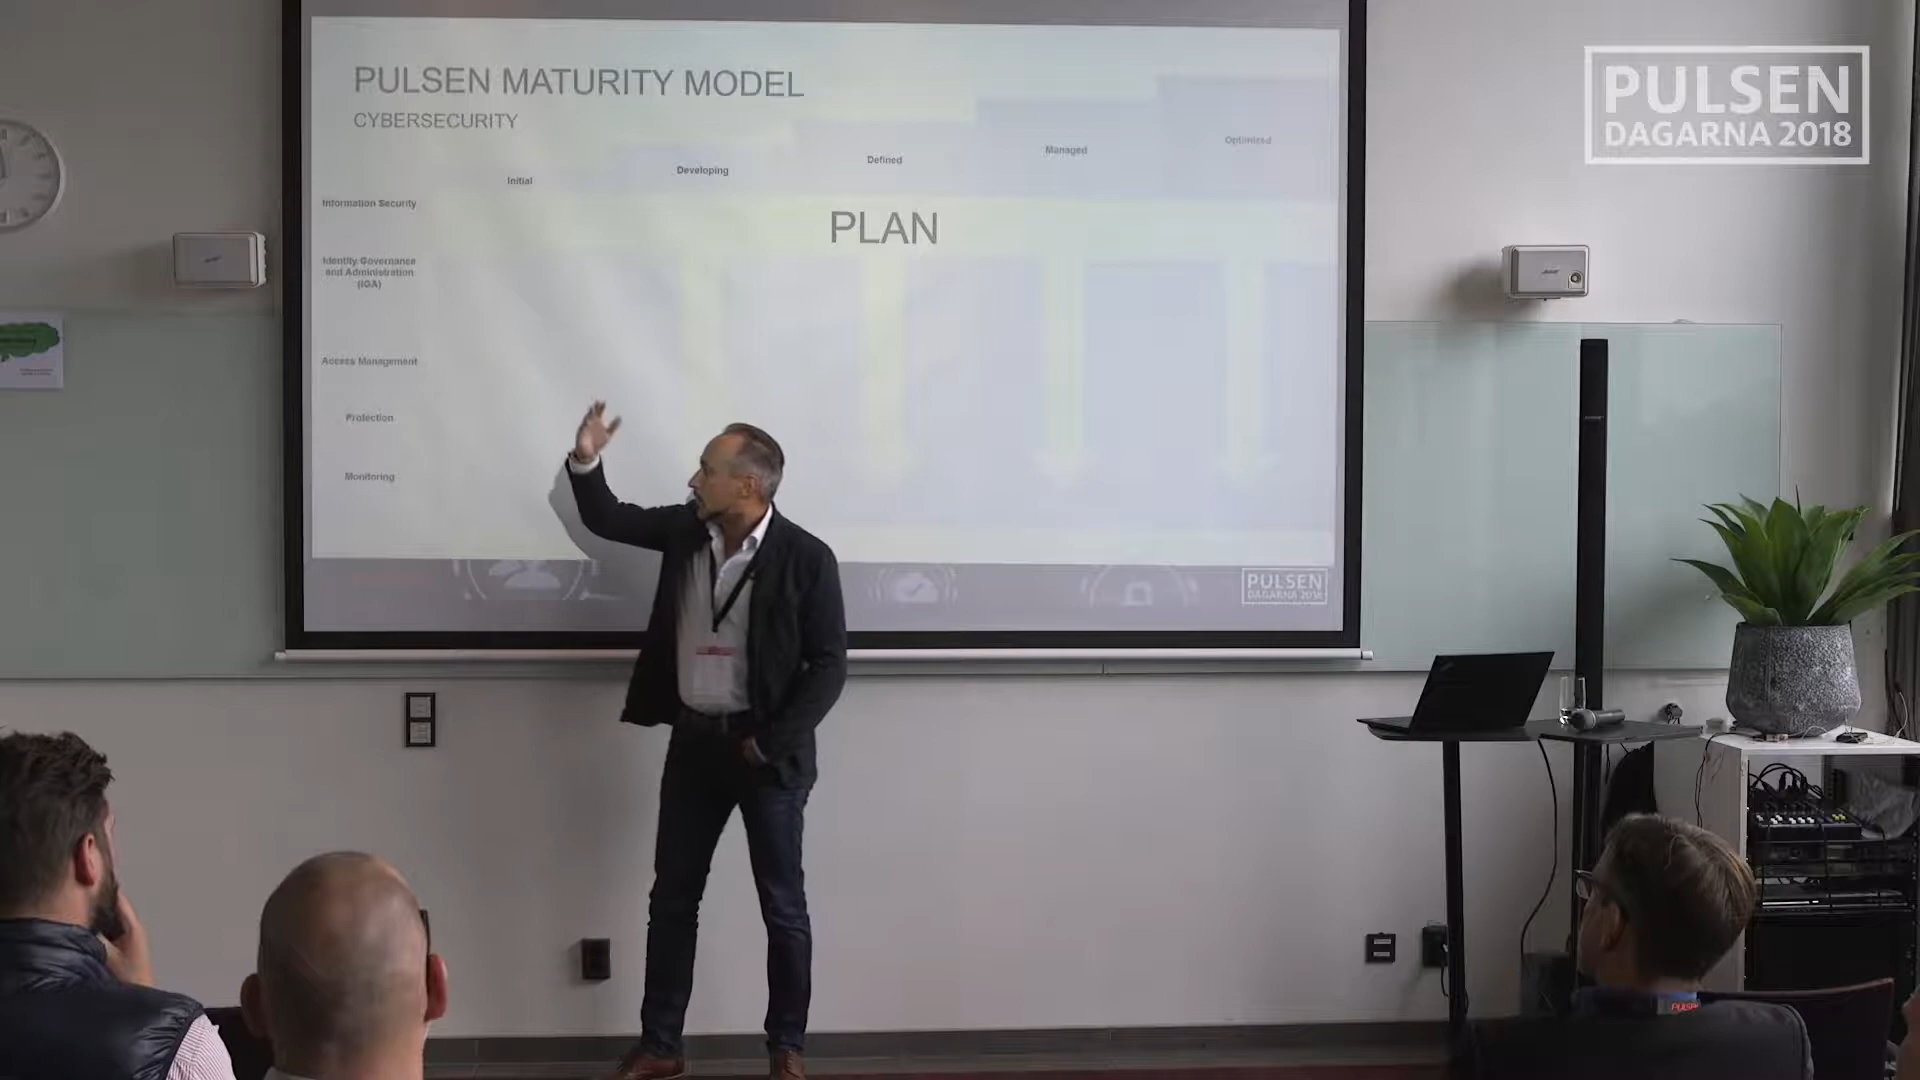 PULSEN MATURITY MODEL
CYBERSECURITY
Initial
Developing
Defined
Managed
Optimized
PLAN
Information Security
Identity Governance
and Administration
(IGA)
Access Management
Protection
Monitoring
PULSEN
DAGARNA 2018
PULSEN
DAGARNA 2018
PULSEN